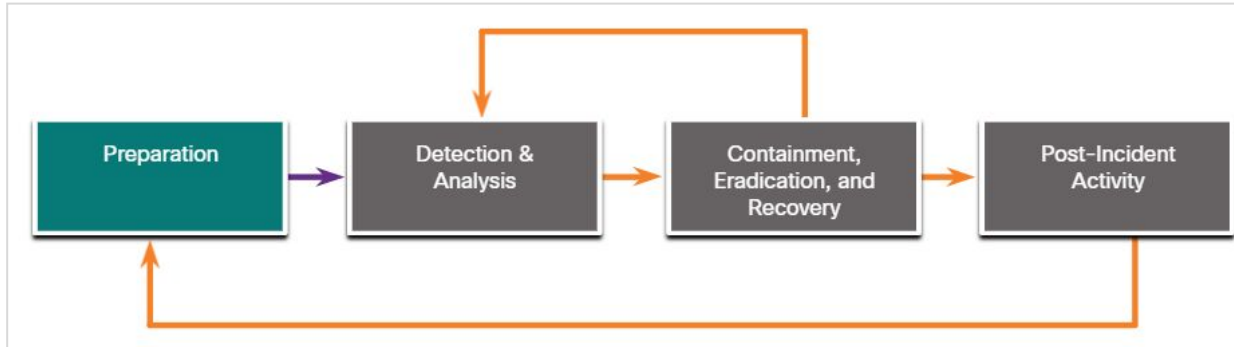 Preparation
Detection &
Analysis
Containment,
Eradication, and
Recovery
Post-Incident
Activity